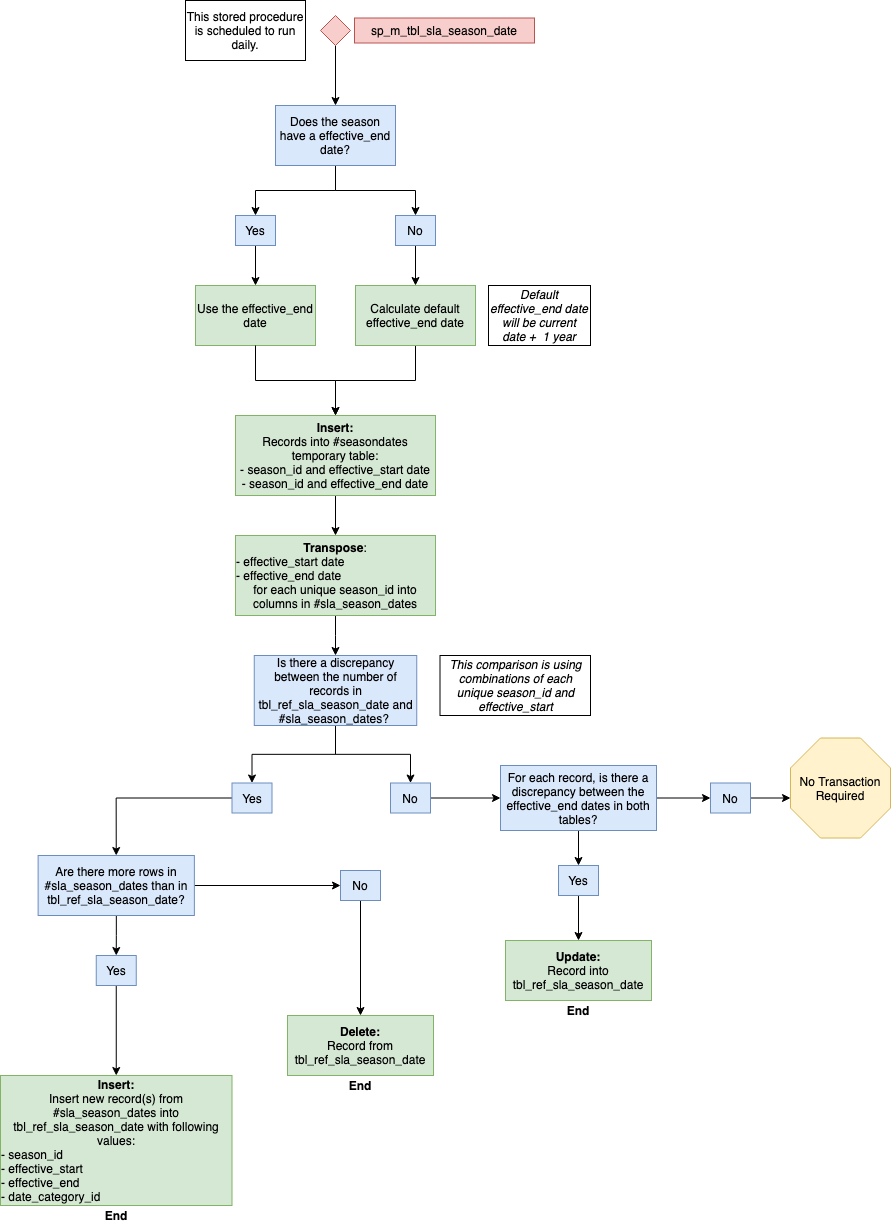 This stored procedure
is scheduled to run
daily.
sp_m_tbl_sla_season_date
Does the season
have a effective_end
date?
Yes
No
Use the effective_end
date
Calculate default
effective_end date
Default
effective_end date
will be current
date +  1 year
Insert:
Records into #seasondates
temporary table:
- season_id and effective_start date
- season_id and effective_end date
Transpose:
- effective_start date
- effective_end date
for each unique season_id into
columns in #sla_season_dates
Is there a discrepancy
between the number of
records in
tbl_ref_sla_season_date and
#sla_season_dates?
This comparison is using
combinations of each
unique season_id and
effective_start
Yes
No
For each record, is there a
discrepancy between the
effective_end dates in both
tables?
No
No Transaction
Required
Are there more rows in
#sla_season_dates than in
tbl_ref_sla_season_date?
No
Yes
Yes
Update:
Record into
tbl_ref_sla_season_date
End
Delete:
Record from
tbl_ref_sla_season_date
End
Insert:
Insert new record(s) from
#sla_season_dates into
tbl_ref_sla_season_date with following
values:
- season_id
- effective_start
- effective_end
- date_category_id
End